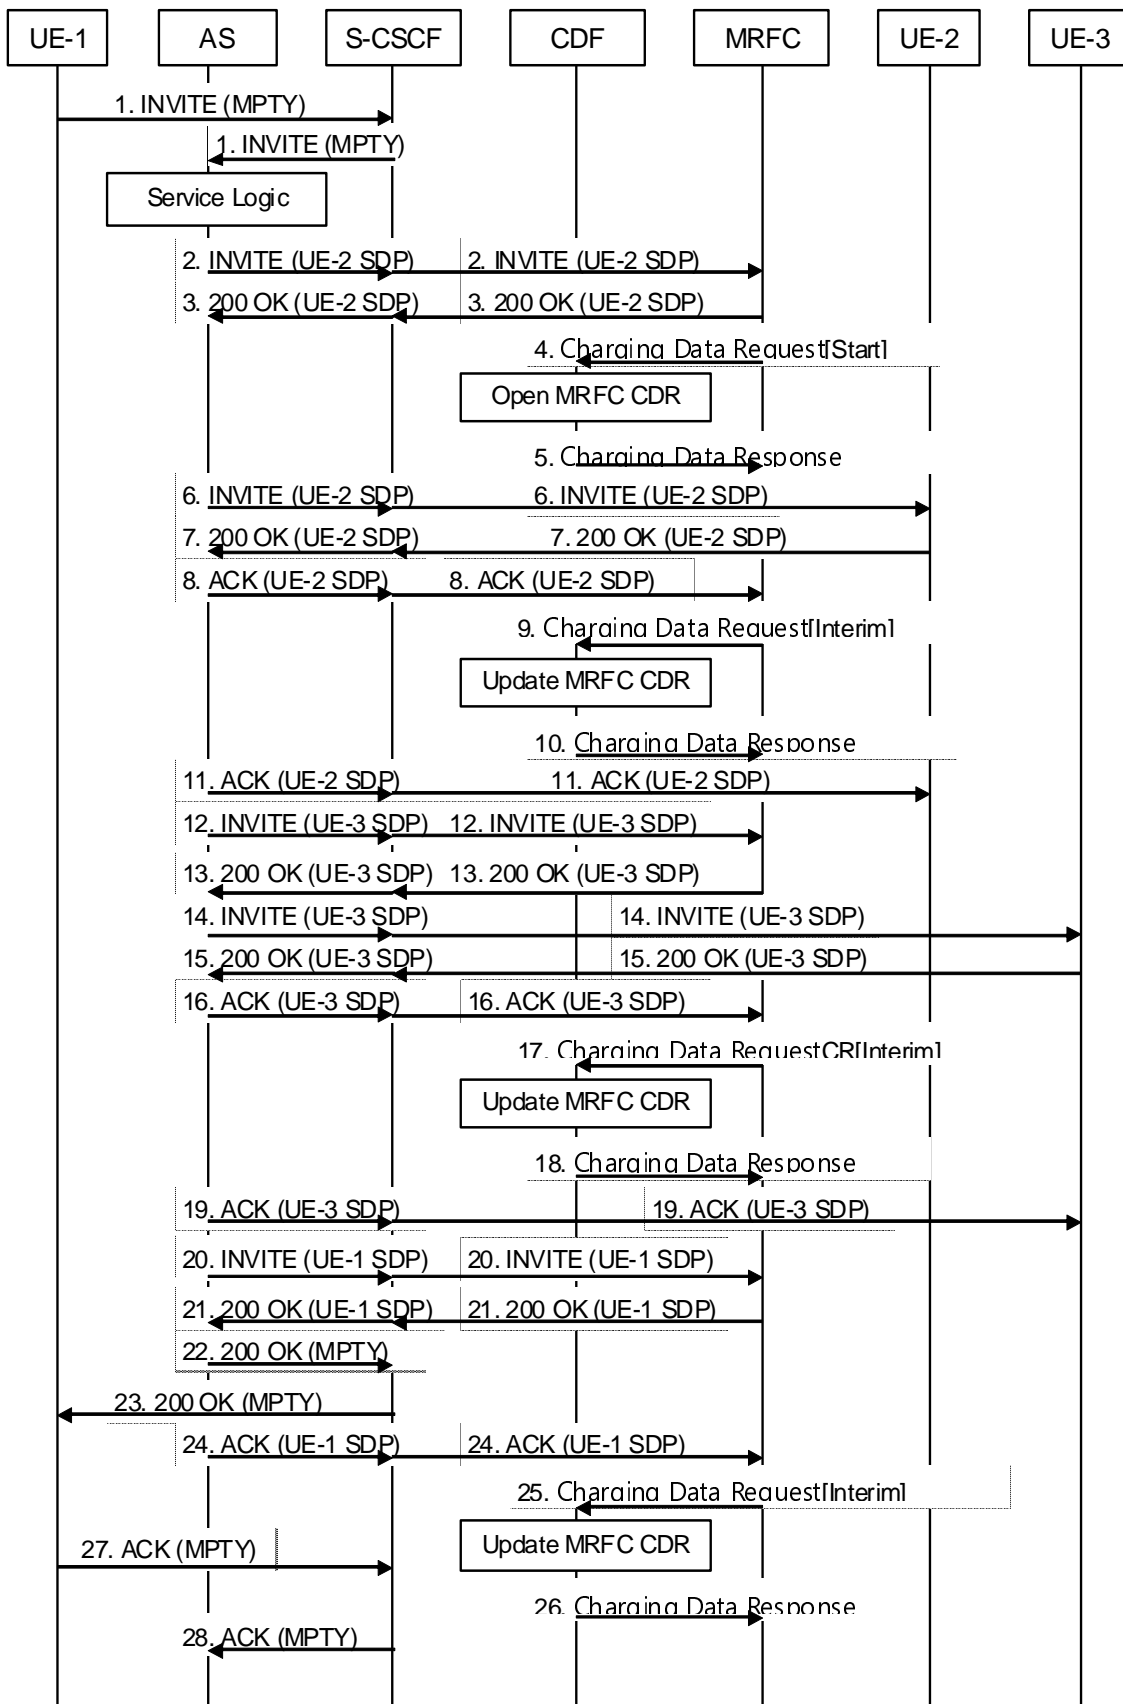 UE-1 AS S-CSCF CDF MRFC UE-2 UE-3
1. INVITE (MPTY)
1. INVITE (MPTY)
Service Logic
2. INVITE (UE-2 SDP) 2. INVITE (UE-2 SDP)
3. 200 OK (UE-2 SDP) 3. 200 OK (UE-2 SDP)
4. Charging Data Request[Start]
Open MRFC CDR
5. Charging Data Response
6. INVITE (UE-2 SDP) 6. INVITE (UE-2 SDP)
7. 200 OK (UE-2 SDP) 7. 200 OK (UE-2 SDP)
8. ACK (UE-2 SDP) 8. ACK (UE-2 SDP)
9. Charging Data Request[Interim]
Update MRFC CDR
10. Charging Data Response
11. ACK (UE-2 SDP) 11. ACK (UE-2 SDP)
12. INVITE (UE-3 SDP) 12. INVITE (UE-3 SDP)
13. 200 OK (UE-3 SDP) 13. 200 OK (UE-3 SDP)
14. INVITE (UE-3 SDP) 14. INVITE (UE-3 SDP)
15. 200 OK (UE-3 SDP) 15. 200 OK (UE-3 SDP)
16. ACK (UE-3 SDP) 16. ACK (UE-3 SDP)
17. Charging Data RequestCR[Interim]
Update MRFC CDR
18. Charging Data Response
19. ACK (UE-3 SDP) 19. ACK (UE-3 SDP)
20. INVITE (UE-1 SDP) 20. INVITE (UE-1 SDP)
21. 200 OK (UE-1 SDP) 21. 200 OK (UE-1 SDP)
22. 200 OK (MPTY)
23. 200 OK (MPTY)
24. ACK (UE-1 SDP) 24. ACK (UE-1 SDP)
25. Charging Data Request[Interim]
Update MRFC CDR
27. ACK (MPTY)
26. Charging Data Response
28. ACK (MPTY)